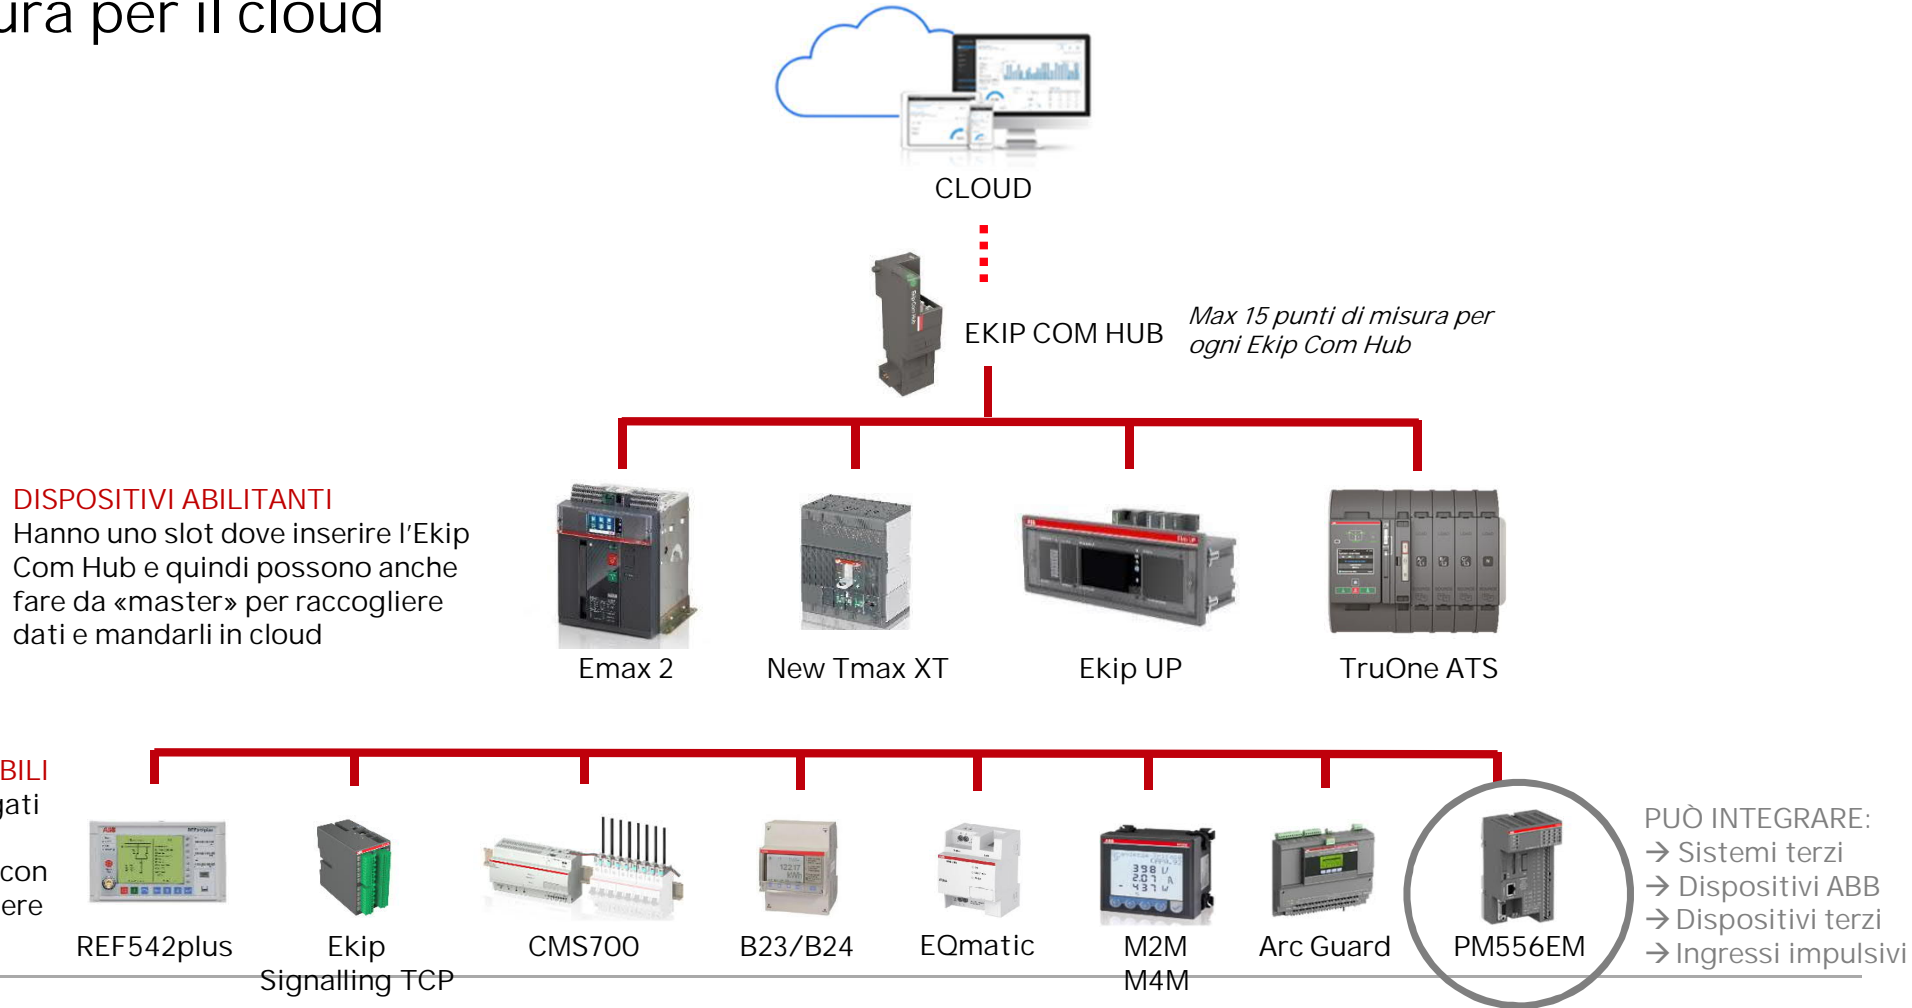 ura per il cloud
CLOUD
EKIP COM HUB
Max 15 punti di misura per
ogni Ekip Com Hub
DISPOSITIVI ABILITANTI
Hanno uno slot dove inserire l'Ekip
Com Hub e quindi possono anche
fare da «master» per raccogliere
dati e mandarli in cloud
Emax 2
New Tmax XT
Ekip UP
TruOne ATS
BILI
gati
con
ere
REF542plus
Ekip
Signalling TCP
CMS700
B23/B24
EQmatic
M2M
M4M
Arc Guard
PM556EM
PUÒ INTEGRARE:
→ Sistemi terzi
→ Dispositivi ABB
→ Dispositivi terzi
→ Ingressi impulsivi